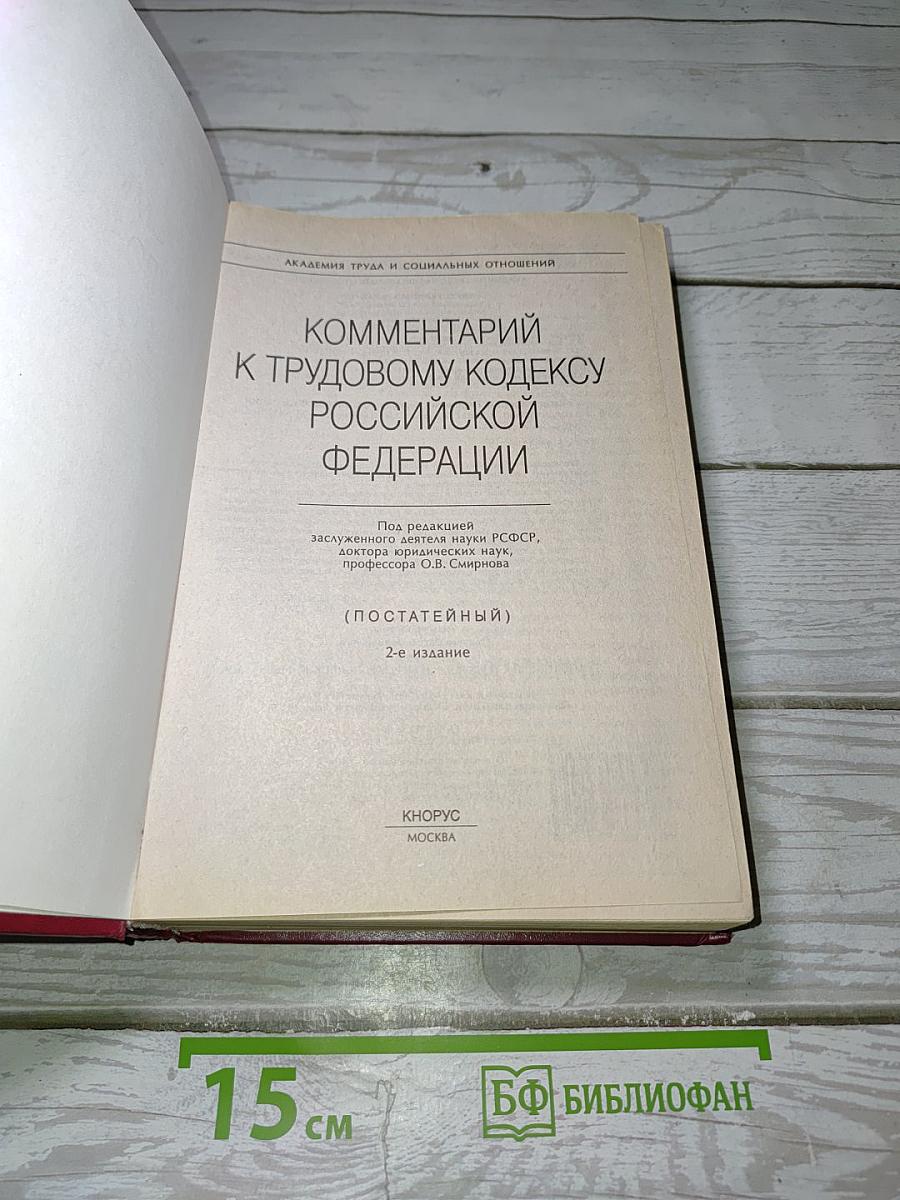 АКАДЕМИЯ ТРУДА И СОЦИАЛЬНЫХ ОТНОШЕНИЙ
КОММЕНТАРИЙ
К ТРУДОВОМУ КОДЕКСУ
РОССИЙСКОЙ
ФЕДЕРАЦИИ
Под редакцией
заслуженного деятеля науки РСФСР,
доктора юридических наук,
профессора О.В. Смирнова
(ПОСТАТЕЙНЫЙ)
2-е издание
КНОРУС
МОСКВА
15 см
БФ БИБЛИОФАН